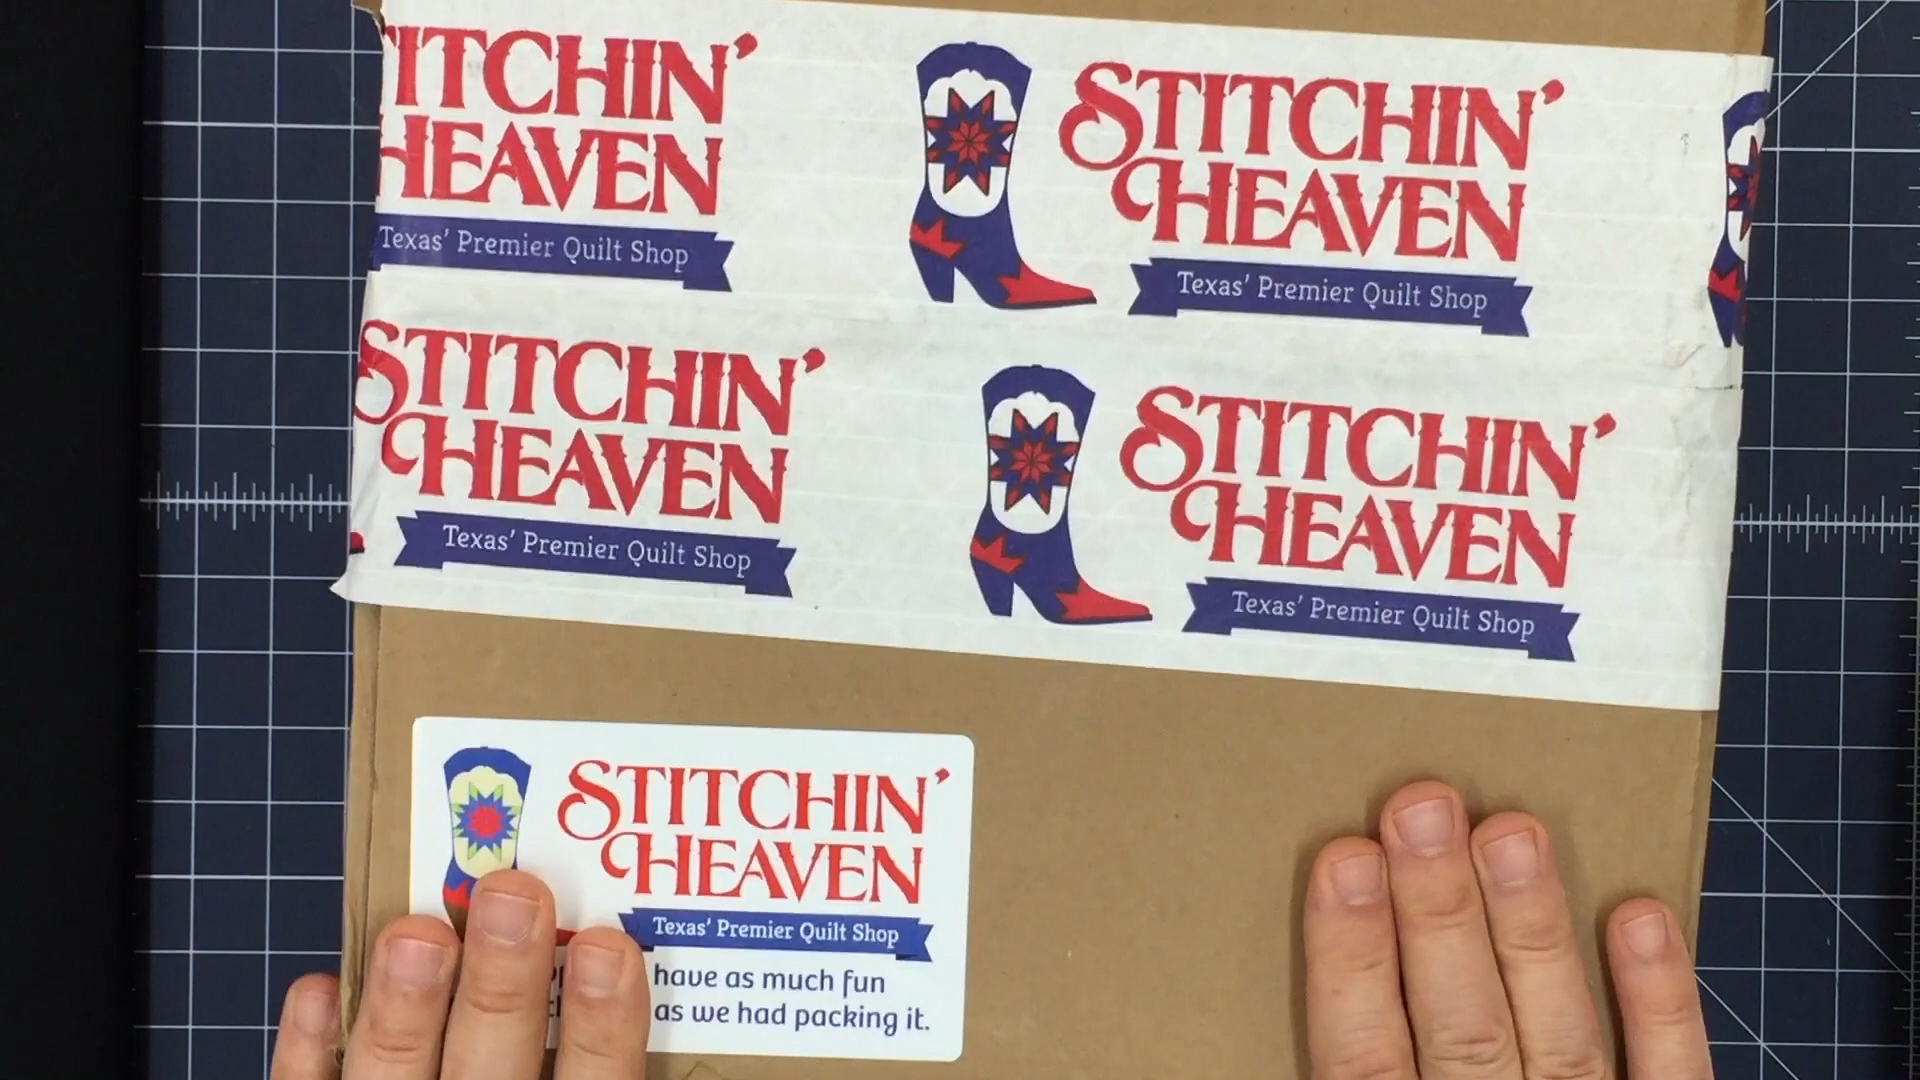 TITCHIN'
HEAVEN
Texas' Premier Quilt Shop
STITCHIN'
HEAVEN
Texas' Premier Quilt Shop
STITCHIN'
HEAVEN
Texas' Premier Quilt Shop
STITCHIN'
HEAVEN
Texas' Premier Quilt Shop
STITCHIN'
HEAVEN
Texas' Premier Quilt Shop
have as much fun
as we had packing it.